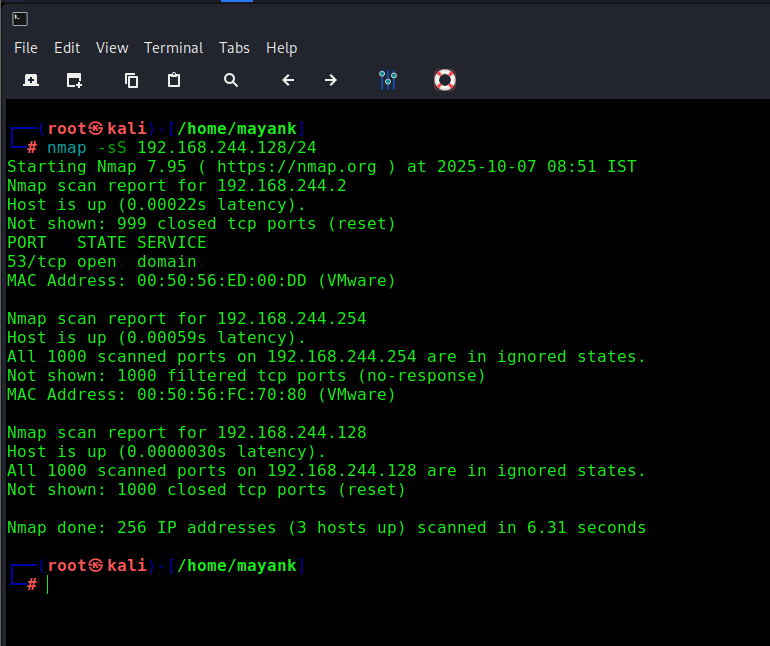 File Edit View Terminal Tabs Help
┌──(root㉿kali)-[/home/mayank]
└─# nmap -sS 192.168.244.128/24
Starting Nmap 7.95 ( https://nmap.org ) at 2025-10-07 08:51 IST
Nmap scan report for 192.168.244.2
Host is up (0.00022s latency).
Not shown: 999 closed tcp ports (reset)
PORT   STATE SERVICE
53/tcp open  domain
MAC Address: 00:50:56:ED:00:DD (VMware)

Nmap scan report for 192.168.244.254
Host is up (0.00059s latency).
All 1000 scanned ports on 192.168.244.254 are in ignored states.
Not shown: 1000 filtered tcp ports (no-response)
MAC Address: 00:50:56:FC:70:80 (VMware)

Nmap scan report for 192.168.244.128
Host is up (0.0000030s latency).
All 1000 scanned ports on 192.168.244.128 are in ignored states.
Not shown: 1000 closed tcp ports (reset)

Nmap done: 256 IP addresses (3 hosts up) scanned in 6.31 seconds

┌──(root㉿kali)-[/home/mayank]
└─#